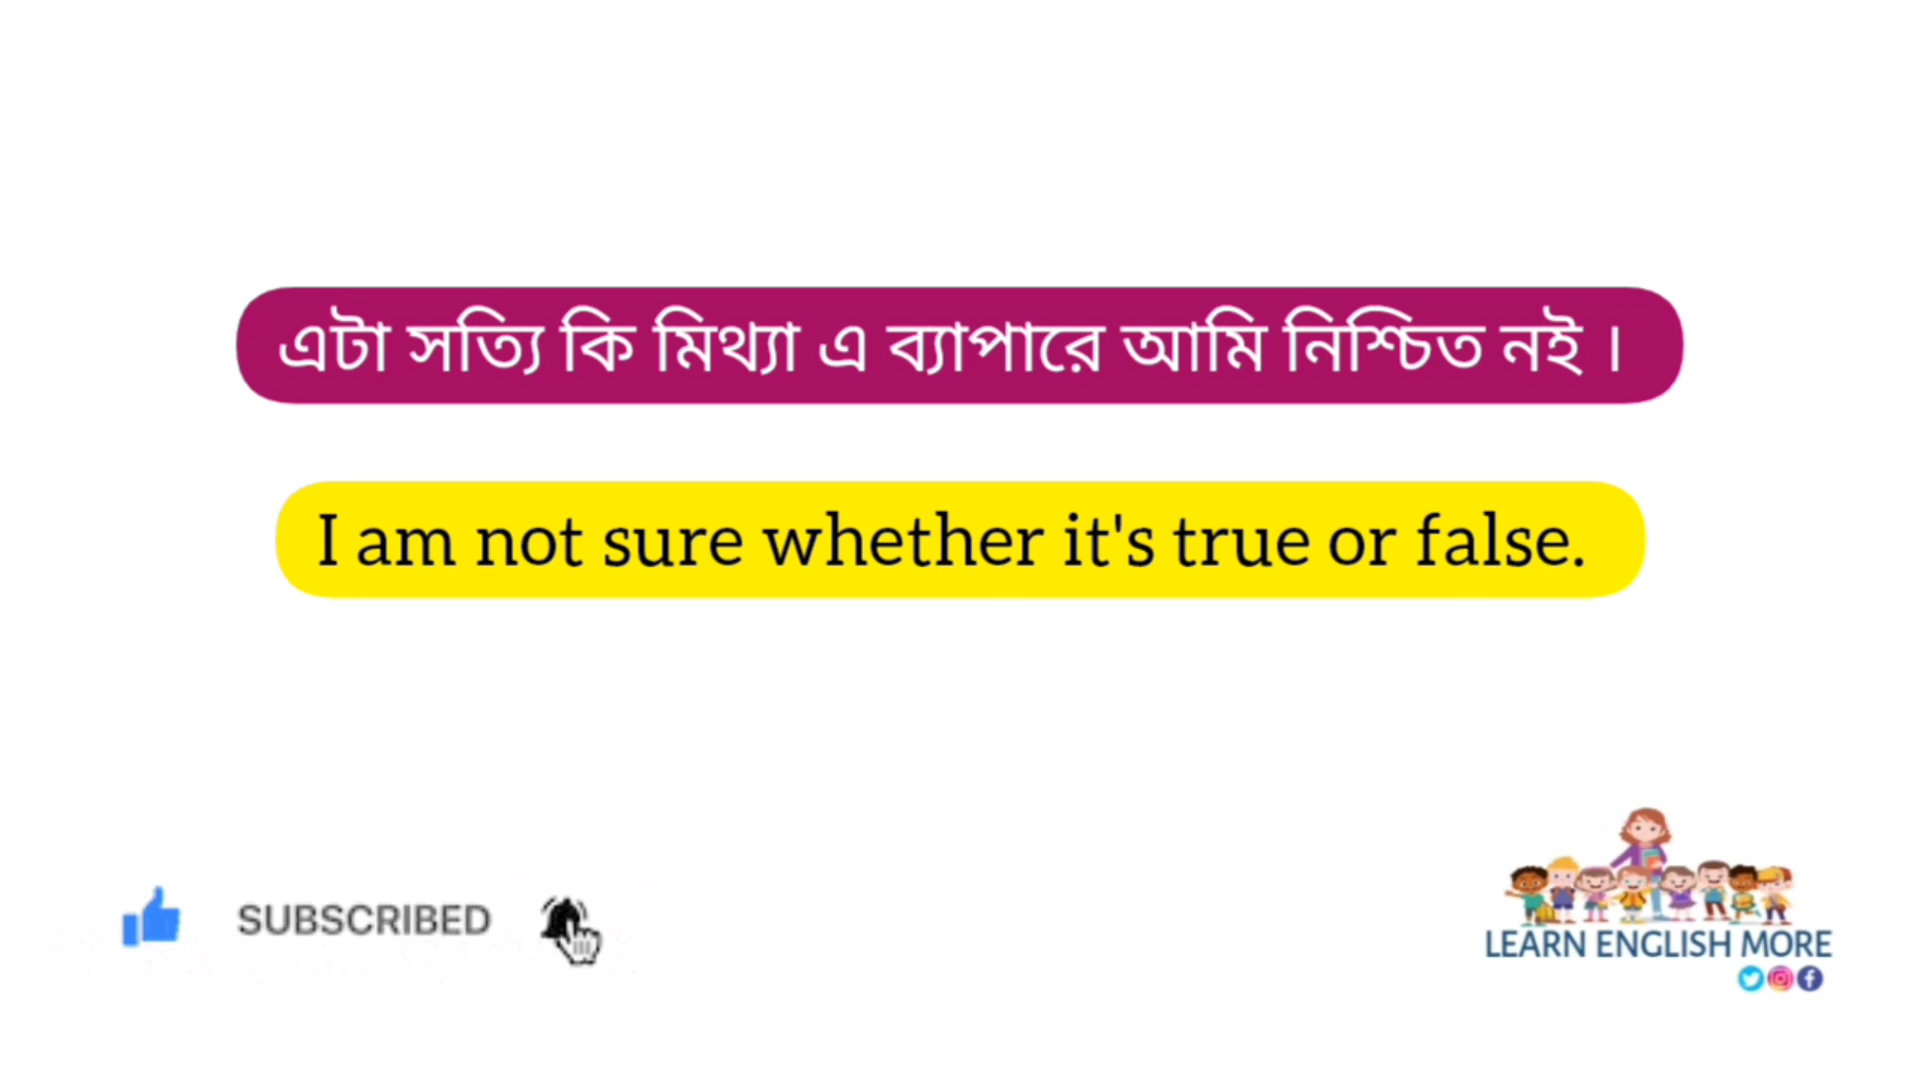 এটা সত্যি কি মিথ্যা এ ব্যাপারে আমি নিশ্চিত নই ।
I am not sure whether it's true or false.
SUBSCRIBED
LEARN ENGLISH MORE